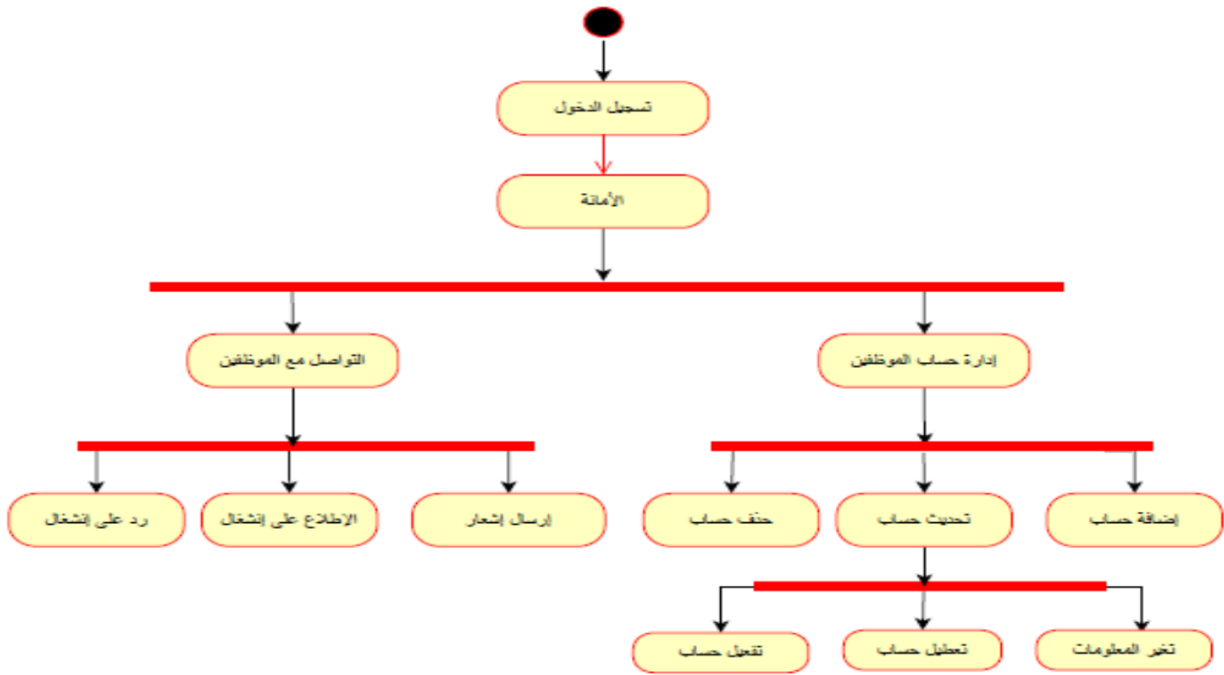 تسجيل الدخول
الأمانة
إدارة حساب الموظفين
التواصل مع الموظفين
إضافة حساب
تحديث حساب
حذف حساب
إرسال إشعار
الإطلاع على إنشغال
رد على إنشغال
تغير المعلومات
تعطيل حساب
تفعيل حساب